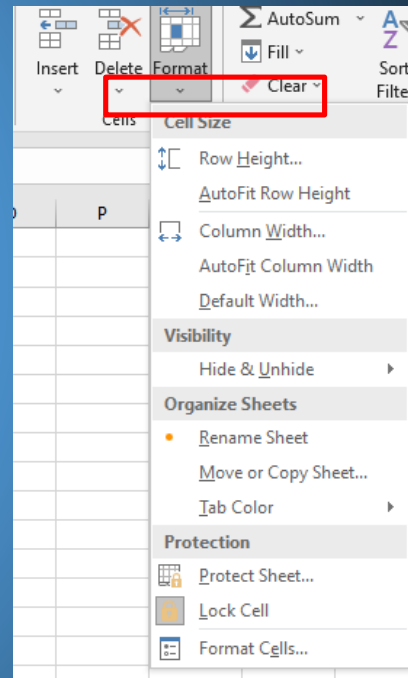 AutoSum
Fill
Clear
Insert Delete Format
Sort
Filte
Cells
Cell Size
Row Height...
AutoFit Row Height
Column Width...
AutoFit Column Width
Default Width...
Visibility
Hide & Unhide
Organize Sheets
Rename Sheet
Move or Copy Sheet...
Tab Color
Protection
Protect Sheet...
Lock Cell
Format Cells...
P